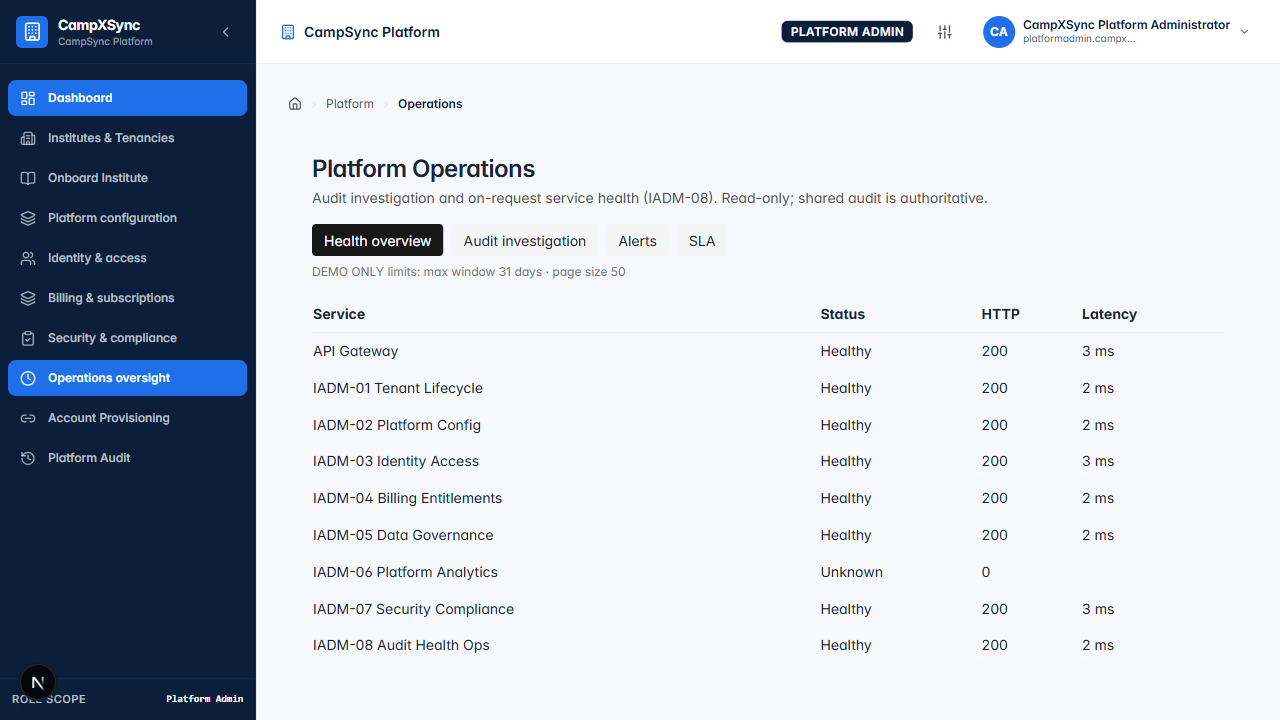 CampXSync
CampSync Platform
Dashboard
Institutes & Tenancies
Onboard Institute
Platform configuration
Identity & access
Billing & subscriptions
Security & compliance
Operations oversight
Account Provisioning
Platform Audit
N
SCOPE
Platform Admin
CampSync Platform
PLATFORM ADMIN
CA
CampXSync Platform Administrator
platformadmin.campx...
Platform
Operations
Platform Operations
Audit investigation and on-request service health (IADM-08). Read-only; shared audit is authoritative.
Health overview Audit investigation Alerts SLA
DEMO ONLY limits: max window 31 days · page size 50
Service Status HTTP Latency
API Gateway Healthy 200 3 ms
IADM-01 Tenant Lifecycle Healthy 200 2 ms
IADM-02 Platform Config Healthy 200 2 ms
IADM-03 Identity Access Healthy 200 3 ms
IADM-04 Billing Entitlements Healthy 200 2 ms
IADM-05 Data Governance Healthy 200 2 ms
IADM-06 Platform Analytics Unknown 0
IADM-07 Security Compliance Healthy 200 3 ms
IADM-08 Audit Health Ops Healthy 200 2 ms